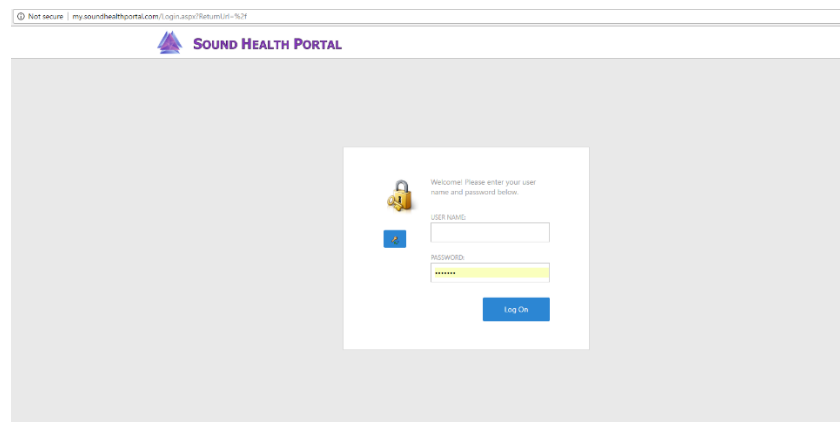 Not secure | my.soundhealthportal.com/Login.aspx?ReturnUrl=%2f
SOUND HEALTH PORTAL
Welcome! Please enter your user
name and password below.
USER NAME:
PASSWORD:
•••••••
Log On